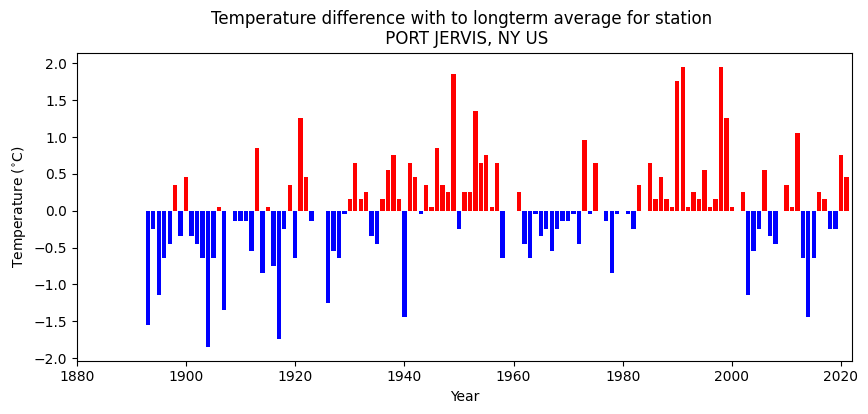 Temperature difference with to longterm average for station
PORT JERVIS, NY US
Temperature (°C)
2.0
1.5
1.0
0.5
0.0
−0.5
−1.0
−1.5
−2.0
1880 1900 1920 1940 1960 1980 2000 2020
Year